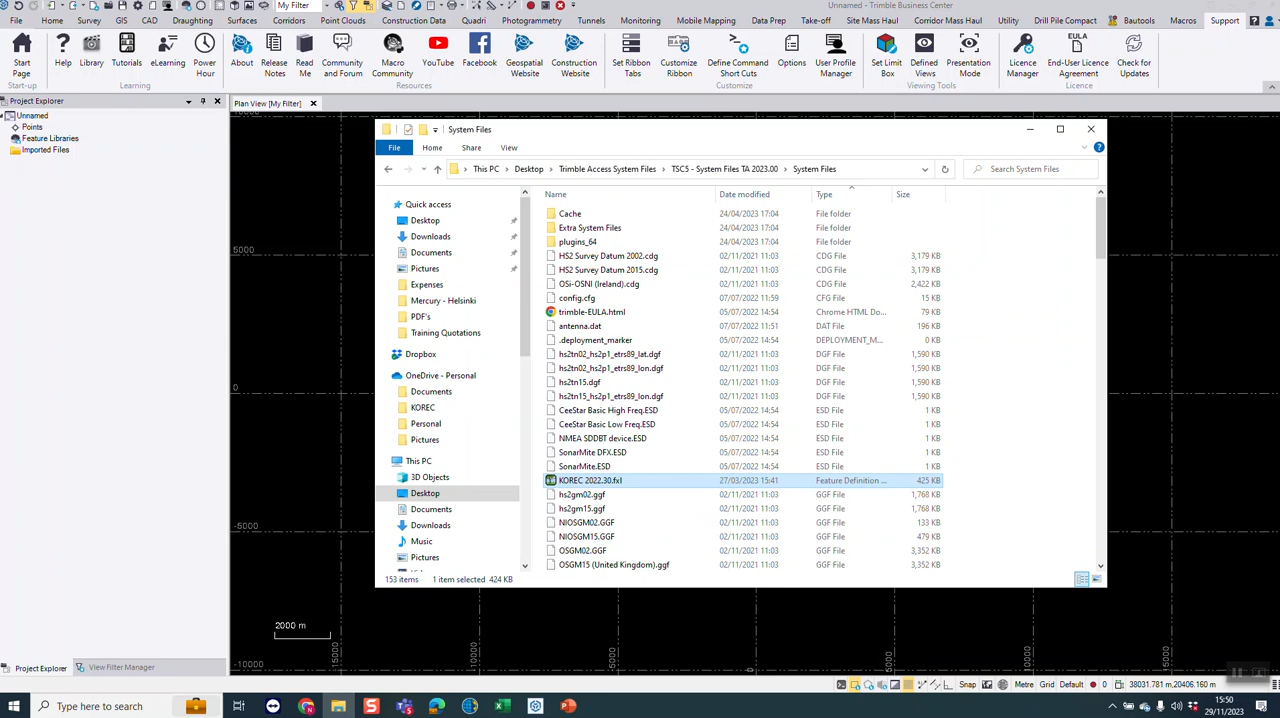 My Filter
Unnamed - Trimble Business Center
File Home Survey GIS CAD Draughting Surfaces Corridors Point Clouds Construction Data Quadri Photogrammetry Tunnels Monitoring Mobile Mapping Data Prep Take-off Site Mass Haul Corridor Mass Haul Utility Drill Pile Compact Bautools Macros Support
Start Page
Help
Library
Tutorials
eLearning
Power Hour
About
Release Notes
Read Me
Community and Forum
Macro Community
YouTube
Facebook
Geospatial Website
Construction Website
Set Ribbon Tabs
Customize Ribbon
Define Command Short Cuts
Options
User Profile Manager
Set Limit Box
Defined Views
Presentation Mode
Licence Manager
EULA
End-User Licence Agreement
Check for Updates
Start-up Learning Resources Customize Viewing Tools Licence
Project Explorer
Plan View [My Filter]
Unnamed
Points
Feature Libraries
Imported Files
System Files
File Home Share View
This PC > Desktop > Trimble Access System Files > TSC5 - System Files TA 2023.00 > System Files
Search System Files
Quick access
Desktop
Downloads
Documents
Pictures
Expenses
Mercury - Helsinki
PDF's
Training Quotations
Dropbox
OneDrive - Personal
Documents
KOREC
Personal
Pictures
This PC
3D Objects
Desktop
Documents
Downloads
Music
Pictures
Name Date modified Type Size
Cache 24/04/2023 17:04 File folder
Extra System Files 24/04/2023 17:04 File folder
plugins_64 24/04/2023 17:04 File folder
HS2 Survey Datum 2002.cdg 02/11/2021 11:03 CDG File 3,179 KB
HS2 Survey Datum 2015.cdg 02/11/2021 11:03 CDG File 3,179 KB
OSi-OSNI (Ireland).cdg 02/11/2021 11:03 CDG File 2,422 KB
config.cfg 07/07/2022 11:59 CFG File 15 KB
trimble-EULA.html 05/07/2022 14:54 Chrome HTML Do... 79 KB
antenna.dat 07/07/2022 11:51 DAT File 196 KB
.deployment_marker 05/07/2022 14:54 DEPLOYMENT_M... 0 KB
hs2tn02_hs2p1_etrs89_lat.dgf 02/11/2021 11:03 DGF File 1,590 KB
hs2tn02_hs2p1_etrs89_lon.dgf 02/11/2021 11:03 DGF File 1,590 KB
hs2tn15.dgf 02/11/2021 11:03 DGF File 1,590 KB
hs2tn15_hs2p1_etrs89_lon.dgf 02/11/2021 11:03 DGF File 1,590 KB
CeeStar Basic High Freq.ESD 05/07/2022 14:54 ESD File 1 KB
CeeStar Basic Low Freq.ESD 05/07/2022 14:54 ESD File 1 KB
NMEA SDDBT device.ESD 05/07/2022 14:54 ESD File 1 KB
SonarMite DFX.ESD 05/07/2022 14:54 ESD File 1 KB
SonarMite.ESD 05/07/2022 14:54 ESD File 1 KB
KOREC 2022.30.fxl 27/03/2023 15:41 Feature Definition ... 425 KB
hs2gm02.ggf 02/11/2021 11:03 GGF File 1,768 KB
hs2gm15.ggf 02/11/2021 11:03 GGF File 1,768 KB
NIOSGM02.GGF 02/11/2021 11:03 GGF File 133 KB
NIOSGM15.GGF 02/11/2021 11:03 GGF File 479 KB
OSGM02.GGF 02/11/2021 11:03 GGF File 3,352 KB
OSGM15 (United Kingdom).ggf 02/11/2021 11:03 GGF File 3,352 KB
153 items 1 item selected 424 KB
5000
0
-5000
-10000
2000 m
-15000
-10000
-5000
0
5000
10000
15000
Project Explorer View Filter Manager
Snap Metre Grid Default 0 38031.781 m, 20406.160 m
Type here to search
15:50
29/11/2023